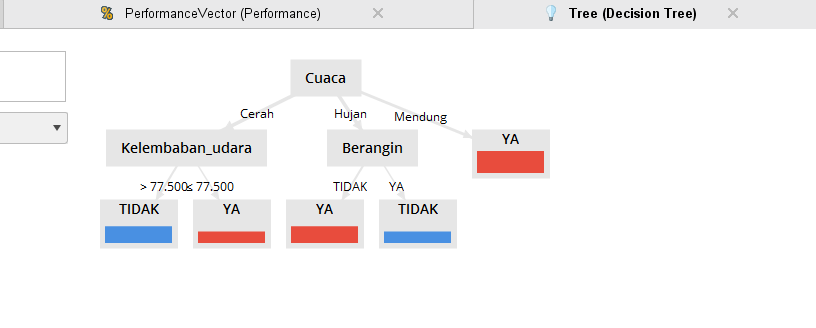 PerformanceVector (Performance)
Tree (Decision Tree)
Cuaca
Cerah
Hujan
Mendung
Kelembaban_udara
Berangin
YA
> 77.500
≤ 77.500
TIDAK
YA
TIDAK
YA
YA
TIDAK